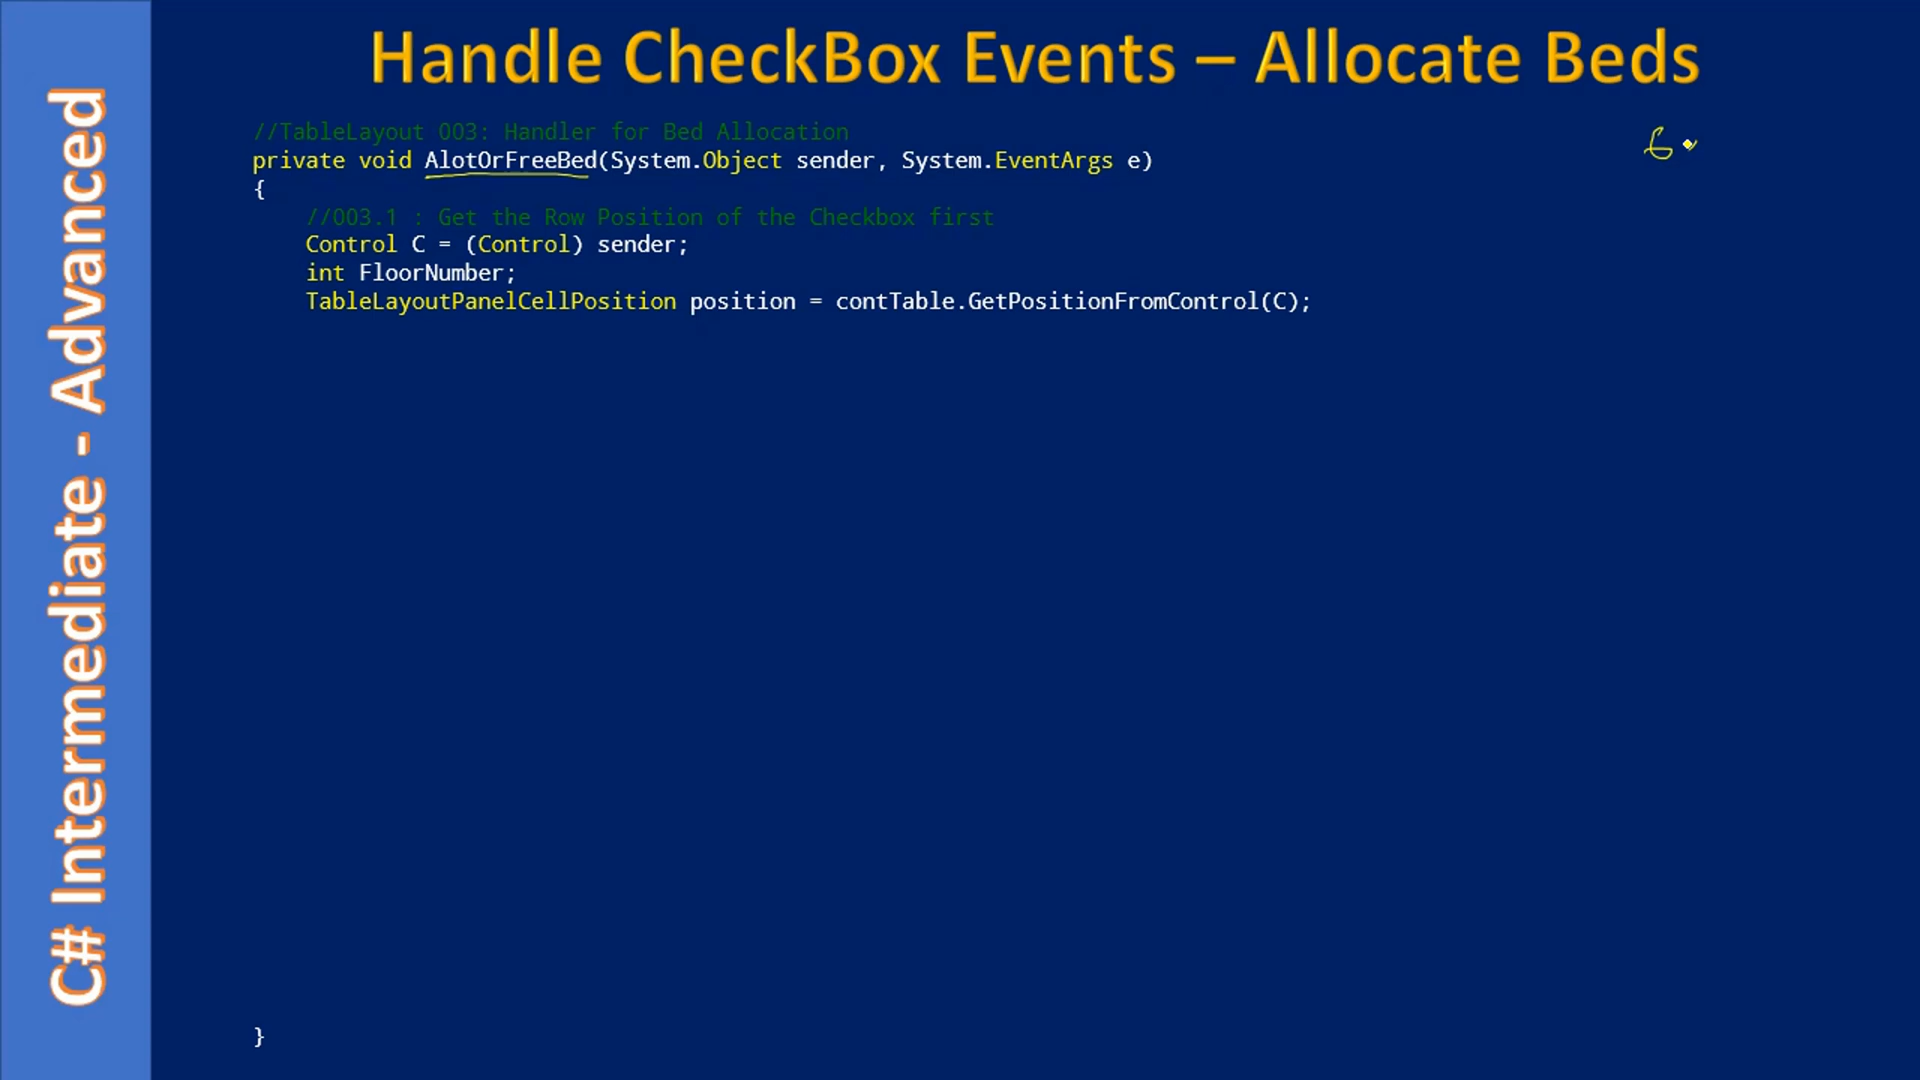 Handle CheckBox Events – Allocate Beds
C# Intermediate - Advanced
//TableLayout 003: Handler for Bed Allocation
private void AlotOrFreeBed(System.Object sender, System.EventArgs e)
{
//003.1 : Get the Row Position of the Checkbox first
Control C = (Control) sender;
int FloorNumber;
TableLayoutPanelCellPosition position = contTable.GetPositionFromControl(C);
}